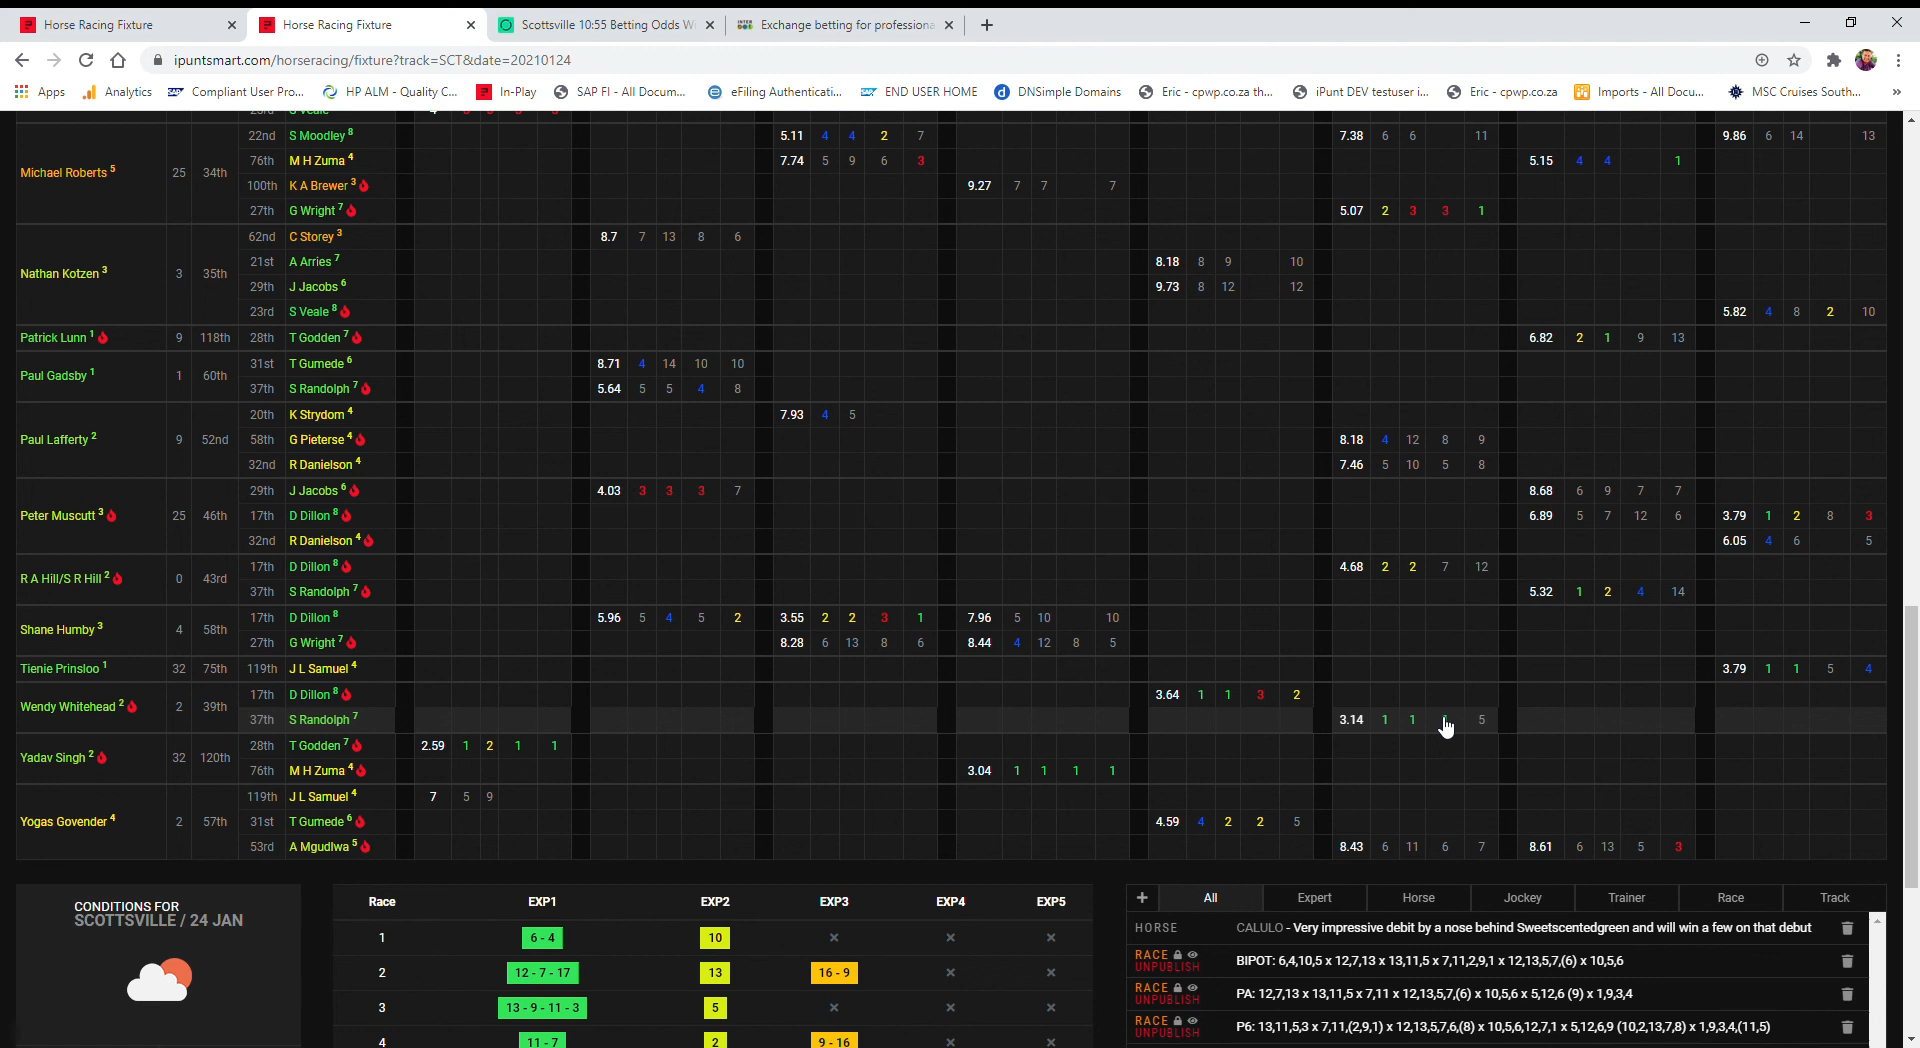 Horse Racing Fixture
Horse Racing Fixture
Scottsville 10:55 Betting Odds W
Exchange betting for professiona
ipuntsmart.com/horseracing/fixture?track=SCT&date=20210124
Apps
Analytics
Compliant User Pro...
HP ALM - Quality C...
In-Play
SAP FI - All Docum...
eFiling Authenticati...
END USER HOME
DNSimple Domains
Eric - cpwp.co.za th...
iPunt DEV testuser i...
Eric - cpwp.co.za
Imports - All Docu...
MSC Cruises South...
»
Michael Roberts 5 25 34th
22nd S Moodley 8 5.11 4 4 2 7 7.38 6 6 11 9.86 6 14 13
76th M H Zuma 4 7.74 5 9 6 3 5.15 4 4 1
100th K A Brewer 3 9.27 7 7 7
27th G Wright 7 5.07 2 3 3 1
Nathan Kotzen 3 3 35th
62nd C Storey 3 8.7 7 13 8 6
21st A Arries 7 8.18 8 9 10
29th J Jacobs 6 9.73 8 12 12
23rd S Veale 8 5.82 4 8 2 10
Patrick Lunn 1 9 118th 28th T Godden 7 6.82 2 1 9 13
Paul Gadsby 1 1 60th
31st T Gumede 6 8.71 4 14 10 10
37th S Randolph 7 5.64 5 5 4 8
Paul Lafferty 2 9 52nd
20th K Strydom 4 7.93 4 5
58th G Pieterse 4 8.18 4 12 8 9
32nd R Danielson 4 7.46 5 10 5 8
Peter Muscutt 3 25 46th
29th J Jacobs 6 4.03 3 3 3 7 8.68 6 9 7 7
17th D Dillon 8 6.89 5 7 12 6 3.79 1 2 8 3
32nd R Danielson 4 6.05 4 6 5
R A Hill/S R Hill 2 0 43rd
17th D Dillon 8 4.68 2 2 7 12
37th S Randolph 7 5.32 1 2 4 14
Shane Humby 3 4 58th
17th D Dillon 8 5.96 5 4 5 2 3.55 2 2 3 1 7.96 5 10 10
27th G Wright 7 8.28 6 13 8 6 8.44 4 12 8 5
Tienie Prinsloo 1 32 75th 119th J L Samuel 4 3.79 1 1 5 4
Wendy Whitehead 2 2 39th
17th D Dillon 8 3.64 1 1 3 2
37th S Randolph 7 3.14 1 1 5
Yadav Singh 2 32 120th
28th T Godden 7 2.59 1 2 1 1
76th M H Zuma 4 3.04 1 1 1 1
Yogas Govender 4 2 57th
119th J L Samuel 4 7 5 9
31st T Gumede 6 4.59 4 2 2 5
53rd A Mgudlwa 5 8.43 6 11 6 7 8.61 6 13 5 3
CONDITIONS FOR
SCOTTSVILLE / 24 JAN
Race EXP1 EXP2 EXP3 EXP4 EXP5
1 6 - 4 10 × × ×
2 12 - 7 - 17 13 16 - 9 × ×
3 13 - 9 - 11 - 3 5 × × ×
4 11 - 7 2 9 - 16 × ×
+ All Expert Horse Jockey Trainer Race Track
HORSE CALULO - Very impressive debit by a nose behind Sweetscentedgreen and will win a few on that debut
RACE UNPUBLISH BIPOT: 6,4,10,5 x 12,7,13 x 13,11,5 x 7,11,2,9,1 x 12,13,5,7,(6) x 10,5,6
RACE UNPUBLISH PA: 12,7,13 x 13,11,5 x 7,11 x 12,13,5,7,(6) x 10,5,6 x 5,12,6 (9) x 1,9,3,4
RACE UNPUBLISH P6: 13,11,5,3 x 7,11,(2,9,1) x 12,13,5,7,6,(8) x 10,5,6,12,7,1 x 5,12,6,9 (10,2,13,7,8) x 1,9,3,4,(11,5)